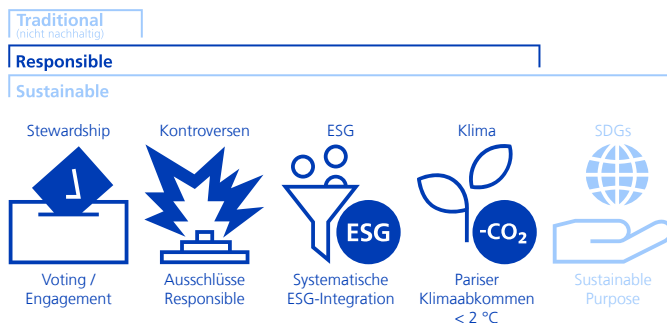 Traditional
(nicht nachhaltig)
Responsible
Sustainable
Stewardship
Kontroversen
ESG
Klima
SDGs
ESG
-CO₂
Voting /
Engagement
Ausschlüsse
Responsible
Systematische
ESG-Integration
Pariser
Klimaabkommen
< 2 °C
Sustainable
Purpose